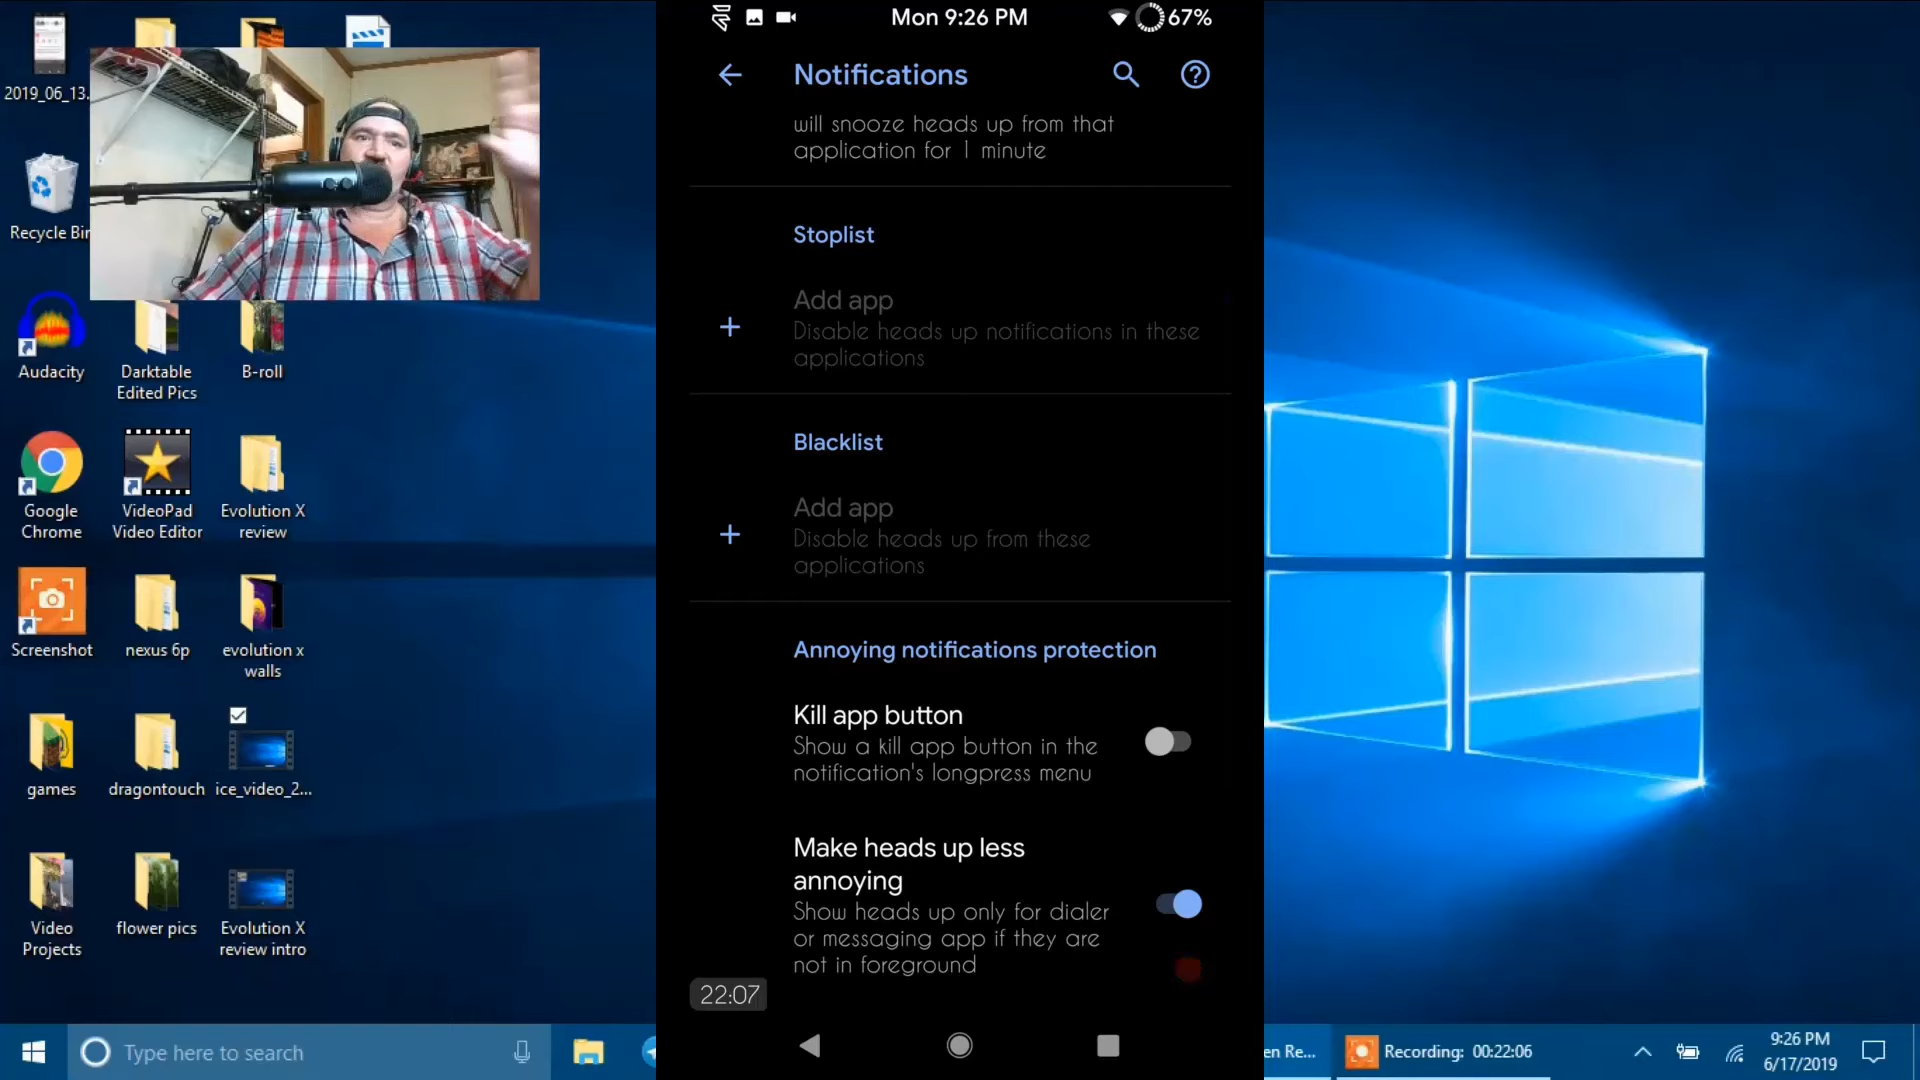 2019_06_13.
Recycle Bin
Audacity
Darktable
Edited Pics
B-roll
Google
Chrome
VideoPad
Video Editor
Evolution X
review
Screenshot
nexus 6p
evolution x
walls
games
dragontouch
ice_video_2...
Video
Projects
flower pics
Evolution X
review intro
Mon 9:26 PM
67%
Notifications
will snooze heads up from that
application for 1 minute
Stoplist
Add app
Disable heads up notifications in these
applications
Blacklist
Add app
Disable heads up from these
applications
Annoying notifications protection
Kill app button
Show a kill app button in the
notification's longpress menu
Make heads up less
annoying
Show heads up only for dialer
or messaging app if they are
not in foreground
22:07
Type here to search
en Re...
Recording: 00:22:06
9:26 PM
6/17/2019